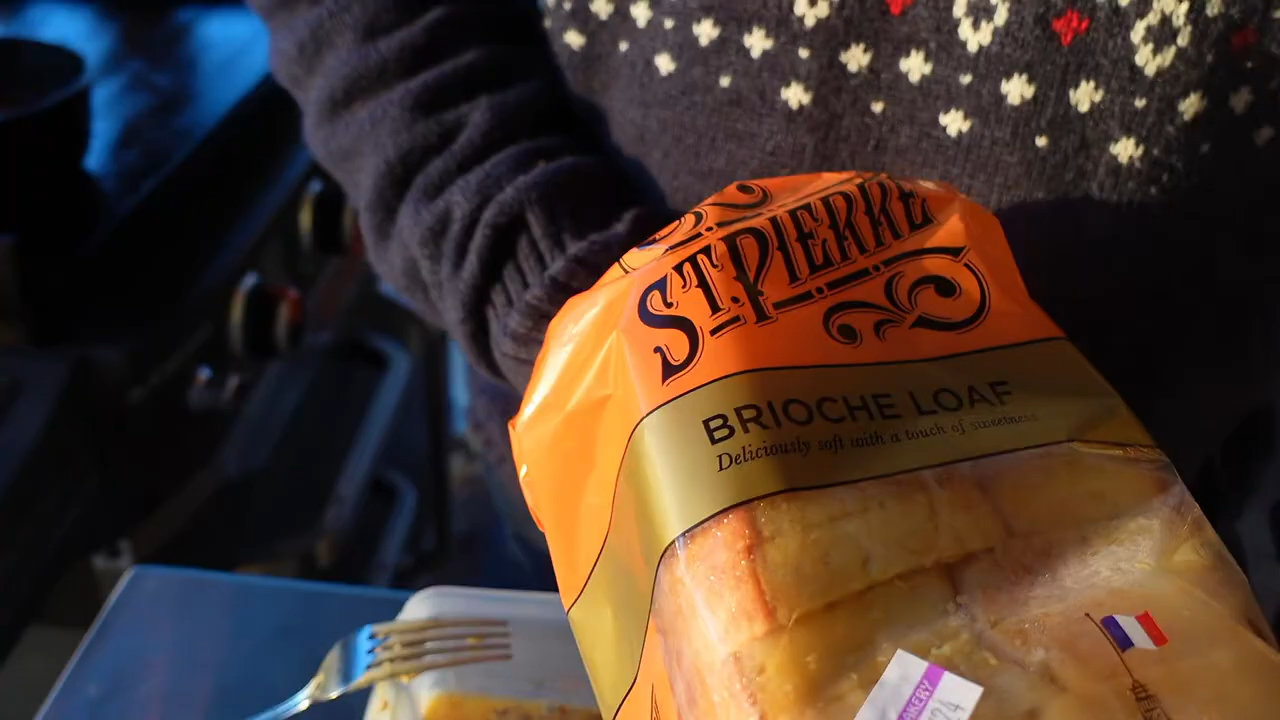 ST. PIERRE
BRIOCHE LOAF
Deliciously soft with a touch of sweetness